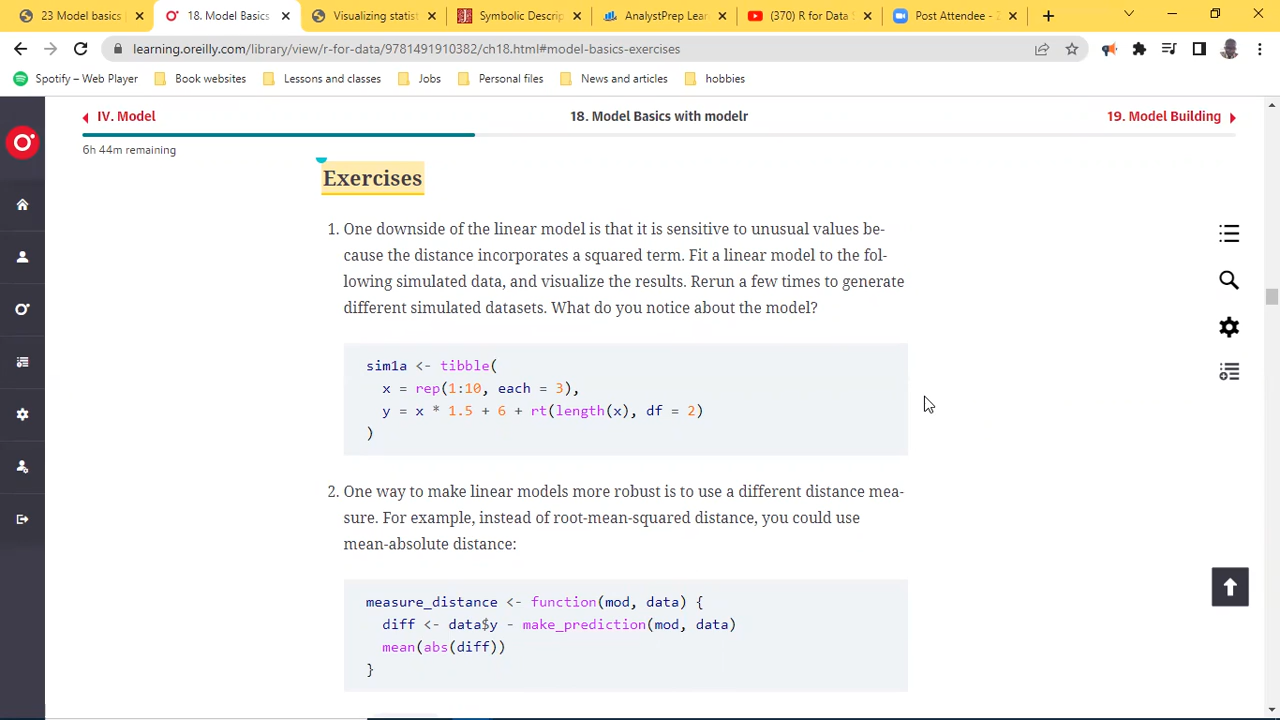 23 Model basics
18. Model Basics
Visualizing statist
Symbolic Descrip
AnalystPrep Lear
(370) R for Data S
Post Attendee - Z
learning.oreilly.com/library/view/r-for-data/9781491910382/ch18.html#model-basics-exercises
Spotify – Web Player
Book websites
Lessons and classes
Jobs
Personal files
News and articles
hobbies
IV. Model
18. Model Basics with modelr
19. Model Building
6h 44m remaining
Exercises
1. One downside of the linear model is that it is sensitive to unusual values be-
cause the distance incorporates a squared term. Fit a linear model to the fol-
lowing simulated data, and visualize the results. Rerun a few times to generate
different simulated datasets. What do you notice about the model?
sim1a <- tibble(
x = rep(1:10, each = 3),
y = x * 1.5 + 6 + rt(length(x), df = 2)
)
2. One way to make linear models more robust is to use a different distance mea-
sure. For example, instead of root-mean-squared distance, you could use
mean-absolute distance:
measure_distance <- function(mod, data) {
diff <- data$y - make_prediction(mod, data)
mean(abs(diff))
}